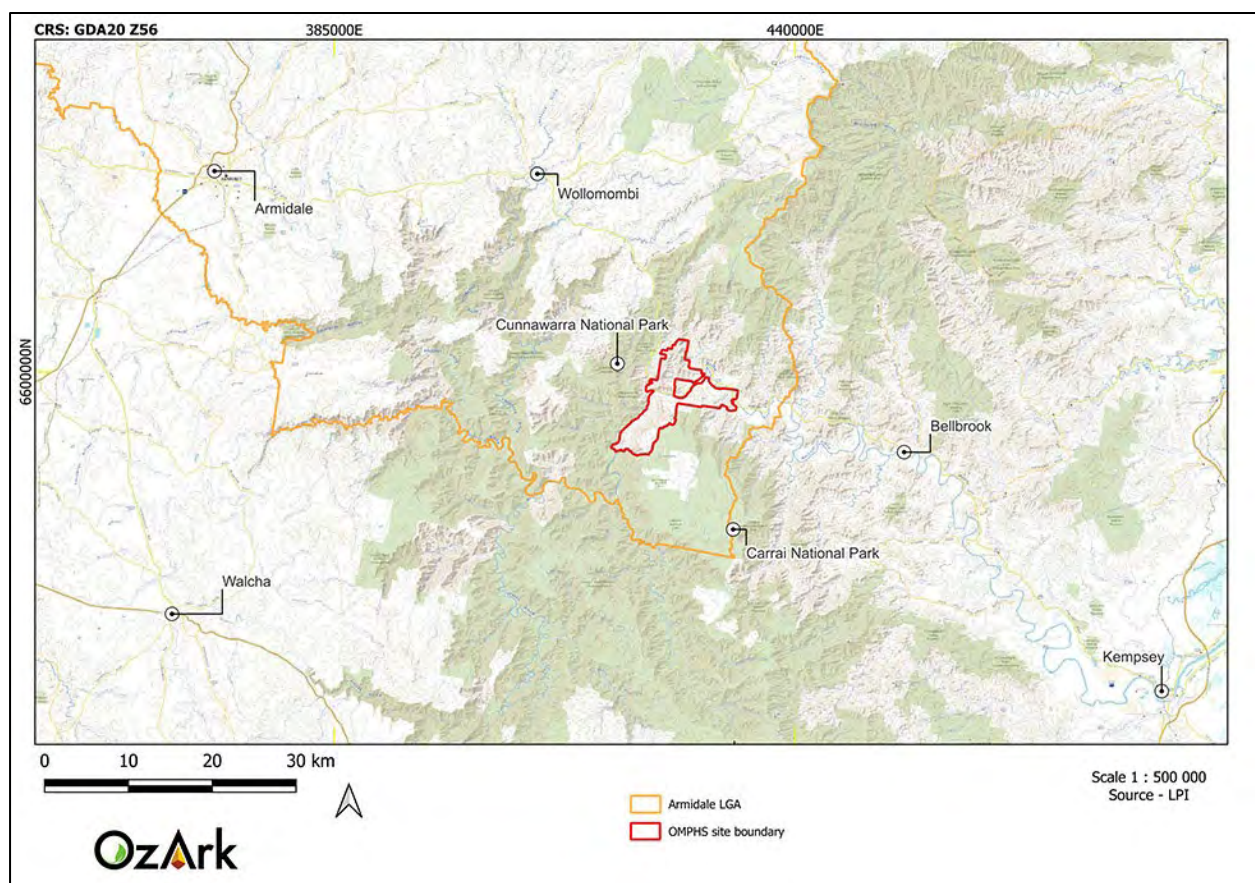 CRS: GDA20 Z56
385000E
440000E
6600000N
Armidale
Wollomombi
Cunnawarra National Park
Bellbrook
Carrai National Park
Walcha
Kempsey
0 10 20 30 km
Scale 1 : 500 000
Source - LPI
Armidale LGA
OMPHS site boundary
OzArk